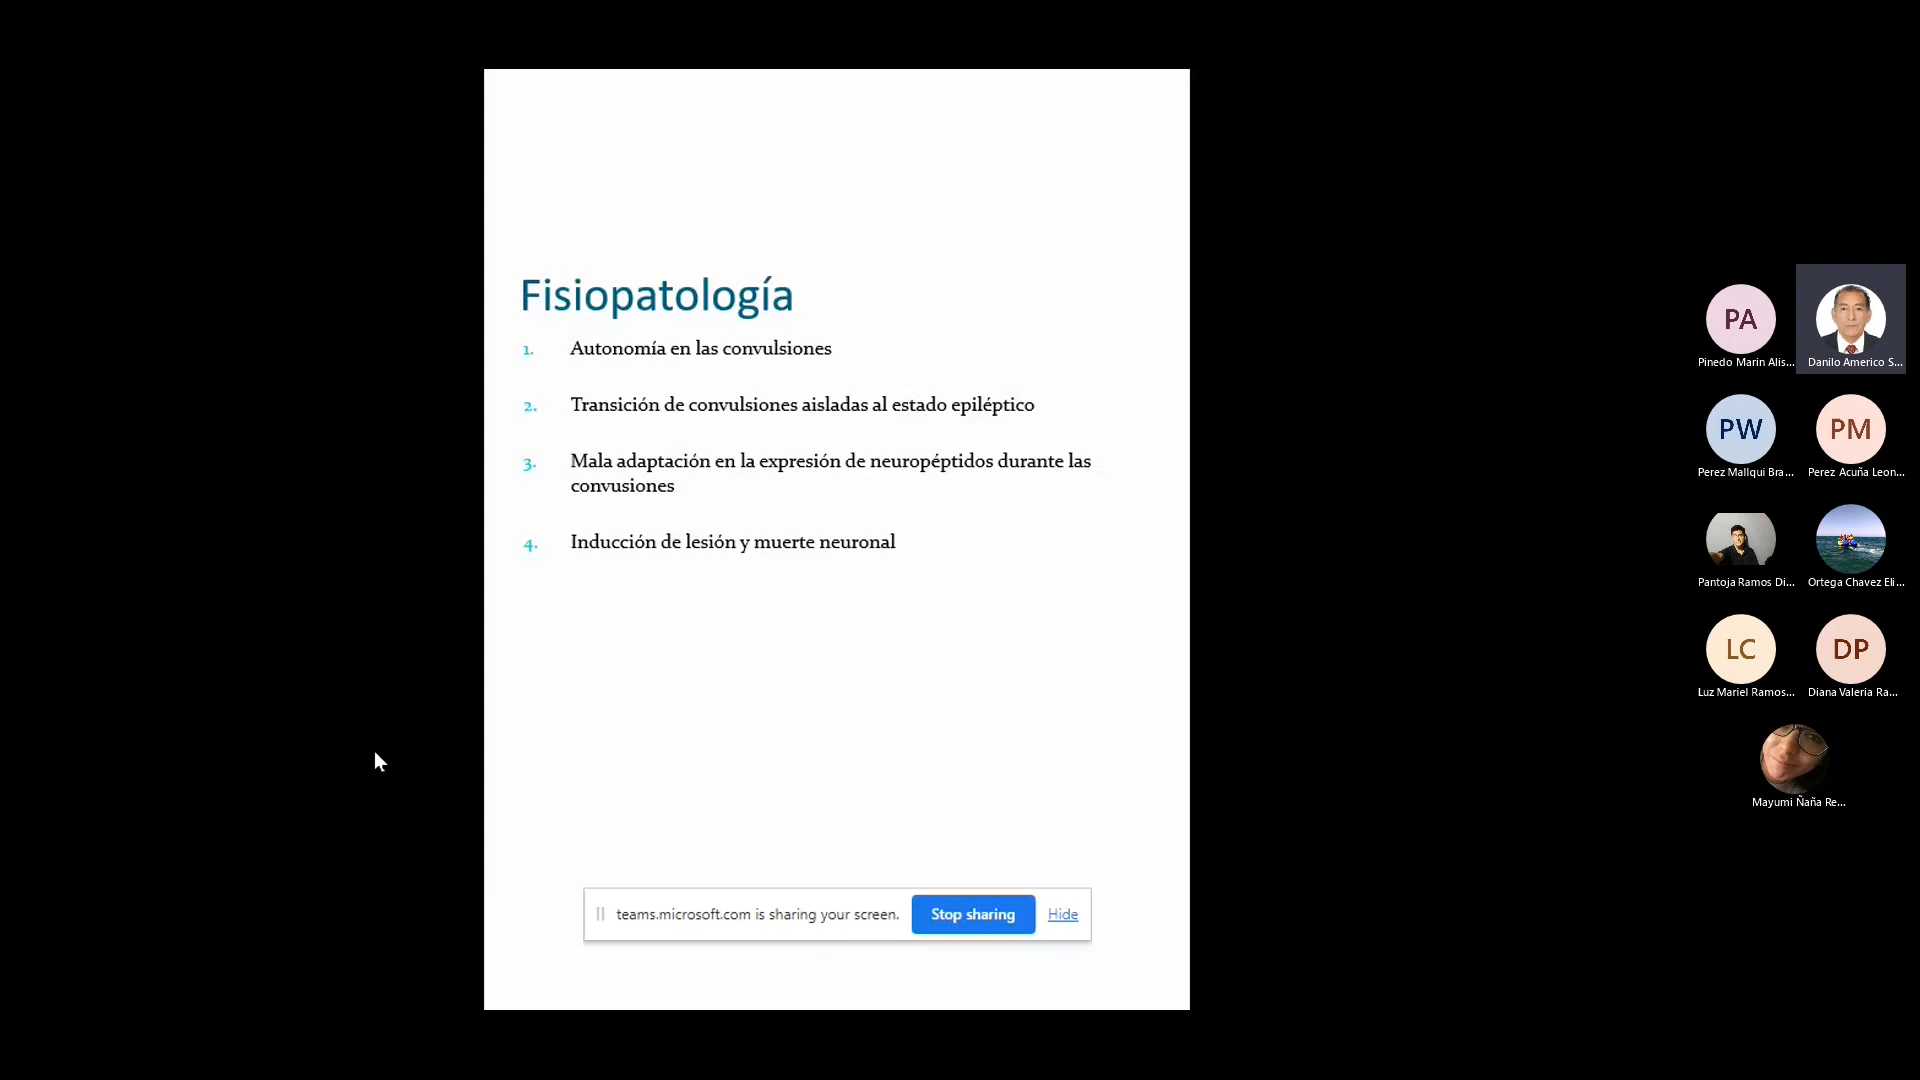 Fisiopatología
1. Autonomía en las convulsiones
2. Transición de convulsiones aisladas al estado epiléptico
3. Mala adaptación en la expresión de neuropéptidos durante las
convusiones
4. Inducción de lesión y muerte neuronal
teams.microsoft.com is sharing your screen. Stop sharing Hide
PA
Pinedo Marin Alis... Danilo Americo S...
PW PM
Perez Mallqui Bra... Perez Acuña Leon...
Pantoja Ramos Di... Ortega Chavez Eli...
LC DP
Luz Mariel Ramos... Diana Valeria Ra...
Mayumi Ñaña Re...